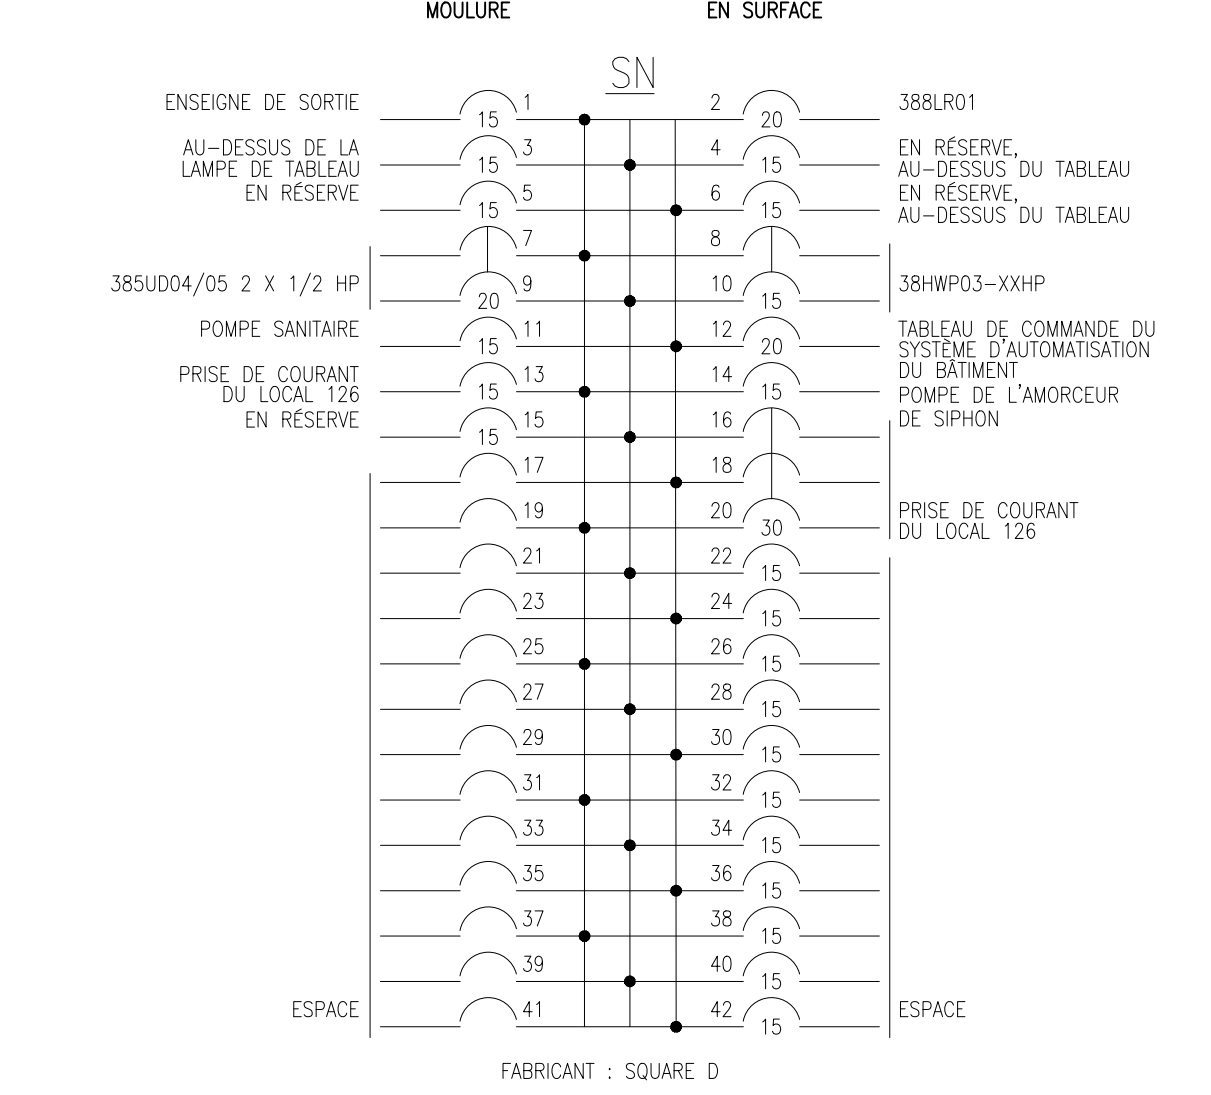 MOULURE EN SURFACE
SN
ENSEIGNE DE SORTIE 15 1 2 20 388LR01
AU-DESSUS DE LA
LAMPE DE TABLEAU 15 3 4 15 EN RÉSERVE,
AU-DESSUS DU TABLEAU
EN RÉSERVE 15 5 6 15 EN RÉSERVE,
AU-DESSUS DU TABLEAU
7 8
385UD04/05 2 X 1/2 HP 20 9 10 15 38HWP03-XXHP
POMPE SANITAIRE 15 11 12 20 TABLEAU DE COMMANDE DU
SYSTÈME D'AUTOMATISATION
DU BÂTIMENT
PRISE DE COURANT
DU LOCAL 126 15 13 14 15 POMPE DE L'AMORCEUR
DE SIPHON
EN RÉSERVE 15 15 16
17 18
19 20 30 PRISE DE COURANT
DU LOCAL 126
21 22 15
23 24 15
25 26 15
27 28 15
29 30 15
31 32 15
33 34 15
35 36 15
37 38 15
39 40 15
ESPACE 41 42 15 ESPACE
FABRICANT : SQUARE D